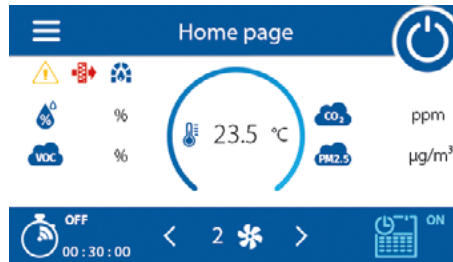 Home page
% %
VOC %
23.5 °C
CO2 ppm
PM2.5 µg/m³
OFF
00:30:00
< 2 >
ON